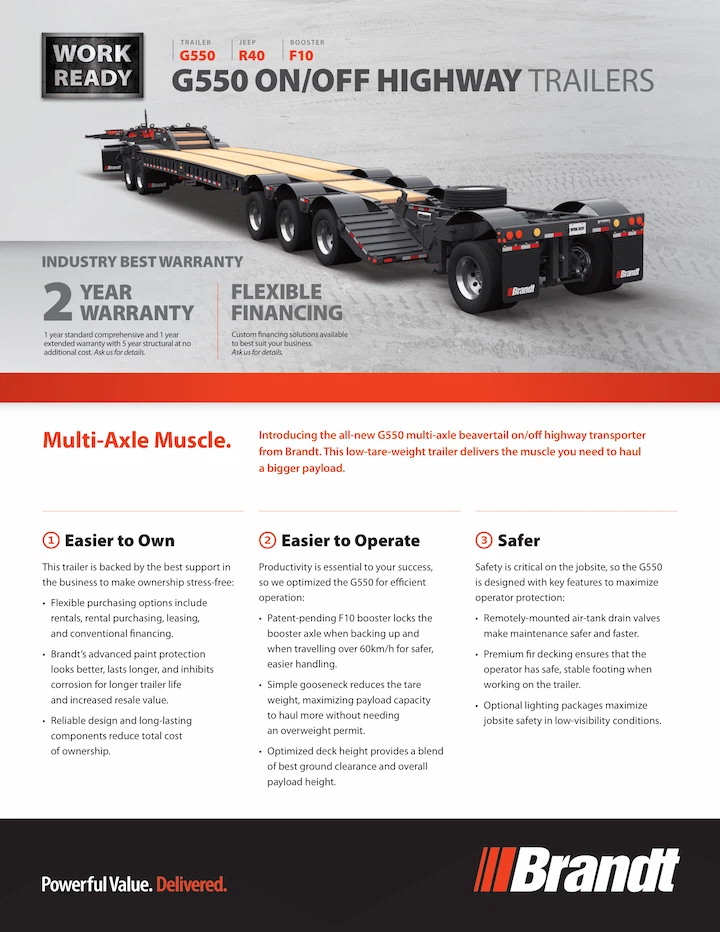 WORK
READY
TRAILER JEEP BOOSTER
G550 R40 F10
G550 ON/OFF HIGHWAY TRAILERS
Brandt
INDUSTRY BEST WARRANTY
2 YEAR
WARRANTY
1 year standard comprehensive and 1 year
extended warranty with 5 year structural at no
additional cost. Ask us for details.
FLEXIBLE
FINANCING
Custom financing solutions available
to best suit your business.
Ask us for details.
Brandt
Brandt
Multi-Axle Muscle.
Introducing the all-new G550 multi-axle beavertail on/off highway transporter
from Brandt. This low-tare-weight trailer delivers the muscle you need to haul
a bigger payload.
1 Easier to Own
This trailer is backed by the best support in
the business to make ownership stress-free:
• Flexible purchasing options include
rentals, rental purchasing, leasing,
and conventional financing.
• Brandt's advanced paint protection
looks better, lasts longer, and inhibits
corrosion for longer trailer life
and increased resale value.
• Reliable design and long-lasting
components reduce total cost
of ownership.
2 Easier to Operate
Productivity is essential to your success,
so we optimized the G550 for efficient
operation:
• Patent-pending F10 booster locks the
booster axle when backing up and
when travelling over 60km/h for safer,
easier handling.
• Simple gooseneck reduces the tare
weight, maximizing payload capacity
to haul more without needing
an overweight permit.
• Optimized deck height provides a blend
of best ground clearance and overall
payload height.
3 Safer
Safety is critical on the jobsite, so the G550
is designed with key features to maximize
operator protection:
• Remotely-mounted air-tank drain valves
make maintenance safer and faster.
• Premium fir decking ensures that the
operator has safe, stable footing when
working on the trailer.
• Optional lighting packages maximize
jobsite safety in low-visibility conditions.
Powerful Value. Delivered.
Brandt